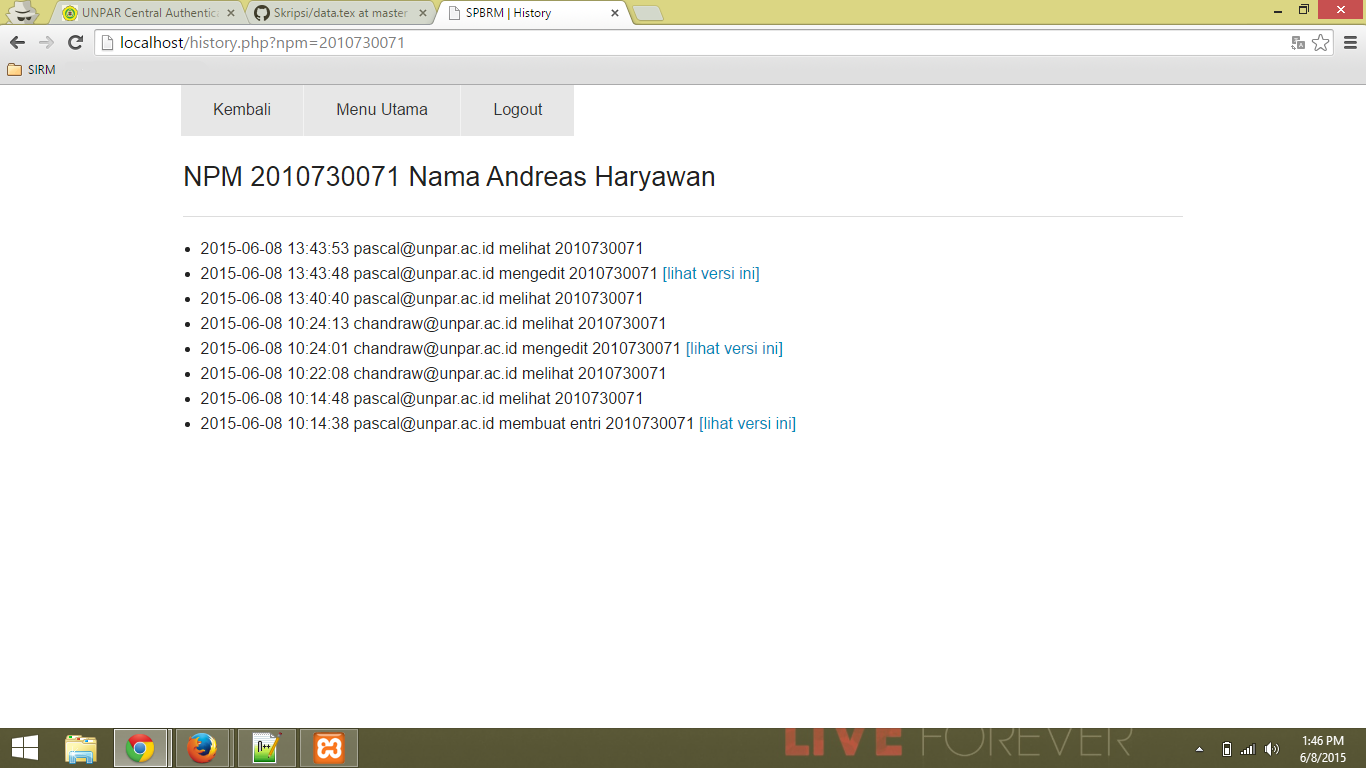 UNPAR Central Authentica
Skripsi/data.tex at master
SPBRM | History
localhost/history.php?npm=2010730071
SIRM
Kembali
Menu Utama
Logout
NPM 2010730071 Nama Andreas Haryawan
2015-06-08 13:43:53 pascal@unpar.ac.id melihat 2010730071
2015-06-08 13:43:48 pascal@unpar.ac.id mengedit 2010730071 [lihat versi ini]
2015-06-08 13:40:40 pascal@unpar.ac.id melihat 2010730071
2015-06-08 10:24:13 chandraw@unpar.ac.id melihat 2010730071
2015-06-08 10:24:01 chandraw@unpar.ac.id mengedit 2010730071 [lihat versi ini]
2015-06-08 10:22:08 chandraw@unpar.ac.id melihat 2010730071
2015-06-08 10:14:48 pascal@unpar.ac.id melihat 2010730071
2015-06-08 10:14:38 pascal@unpar.ac.id membuat entri 2010730071 [lihat versi ini]
LIVE FOREVER
1:46 PM
6/8/2015